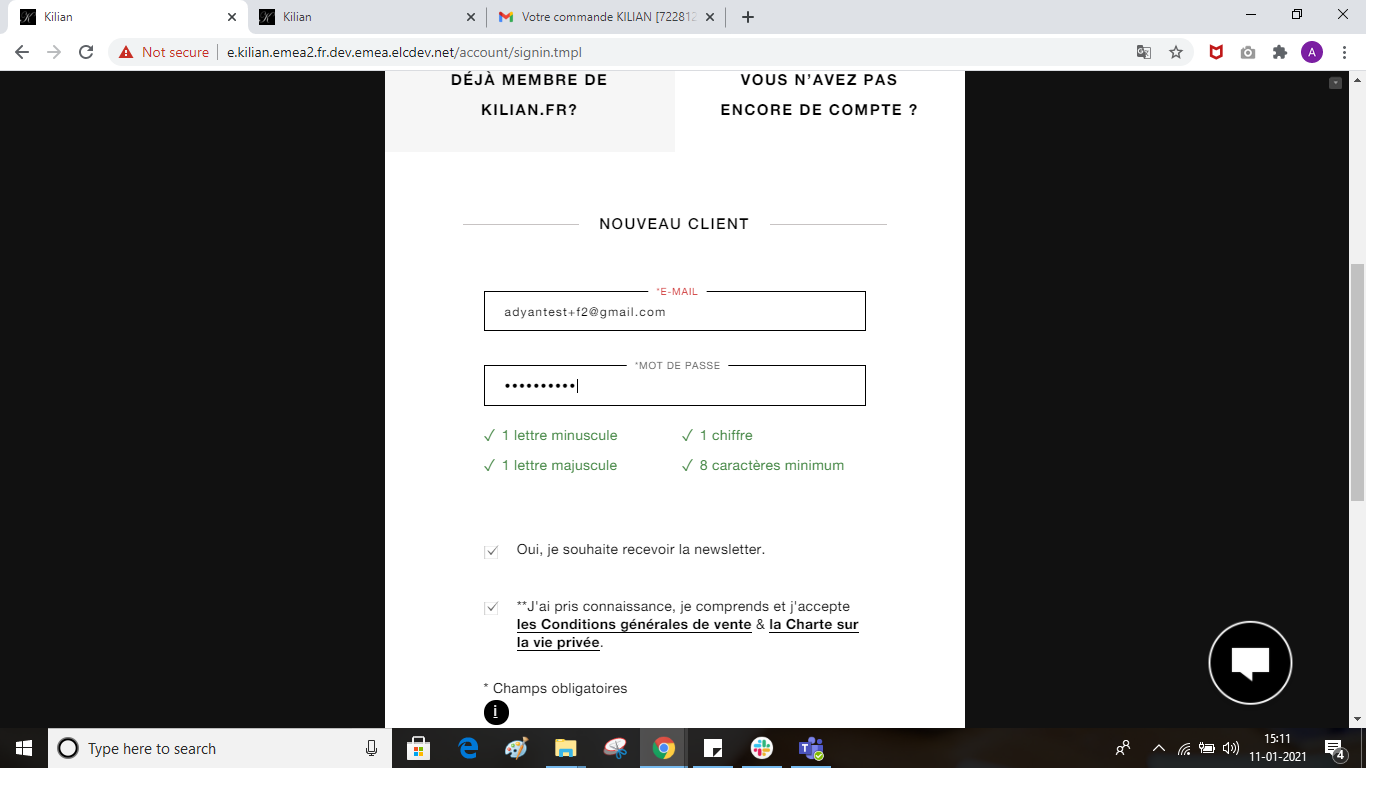 Kilian
Kilian
Votre commande KILIAN [722812
Not secure
e.kilian.emea2.fr.dev.emea.elcdev.net/account/signin.tmpl
A
DÉJÀ MEMBRE DE
KILIAN.FR?
VOUS N'AVEZ PAS
ENCORE DE COMPTE ?
NOUVEAU CLIENT
*E-MAIL
adyantest+f2@gmail.com
*MOT DE PASSE
••••••••••
1 lettre minuscule
1 chiffre
1 lettre majuscule
8 caractères minimum
Oui, je souhaite recevoir la newsletter.
**J'ai pris connaissance, je comprends et j'accepte
les Conditions générales de vente & la Charte sur
la vie privée.
* Champs obligatoires
i
Type here to search
15:11
11-01-2021
4